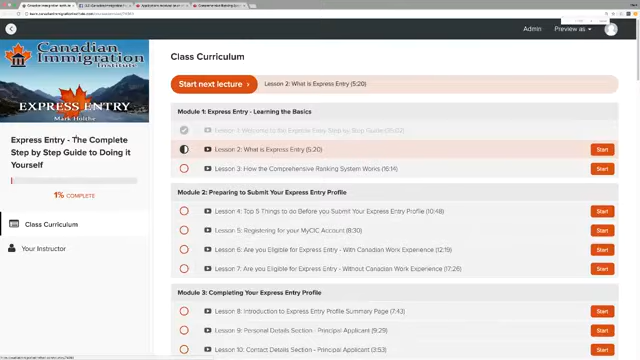 Admin
Preview as
Canadian
Immigration
Institute
EXPRESS ENTRY
Mark Holthe
Express Entry - The Complete
Step by Step Guide to Doing it
Yourself
1% COMPLETE
Class Curriculum
Your Instructor
Class Curriculum
Start next lecture
Lesson 2: What is Express Entry (5:20)
Module 1: Express Entry - Learning the Basics
Lesson 1: Welcome to the Express Entry Step by Step Guide
Lesson 2: What is Express Entry (5:20)
Start
Lesson 3: How the Comprehensive Ranking System Works (16:14)
Start
Module 2: Preparing to Submit Your Express Entry Profile
Lesson 4: Top 5 Things to do Before you Submit Your Express Entry Profile (10:48)
Start
Lesson 5: Registering for your MyCIC Account (8:30)
Start
Lesson 6: Are you Eligible for Express Entry - With Canadian Work Experience (12:19)
Start
Lesson 7: Are you Eligible for Express Entry - Without Canadian Work Experience (17:26)
Start
Module 3: Completing Your Express Entry Profile
Lesson 8: Introduction to Express Entry Profile Summary Page (7:43)
Start
Lesson 9: Personal Details Section - Principal Applicant (9:29)
Start
Lesson 10: Contact Details Section - Principal Applicant (3:53)
Start